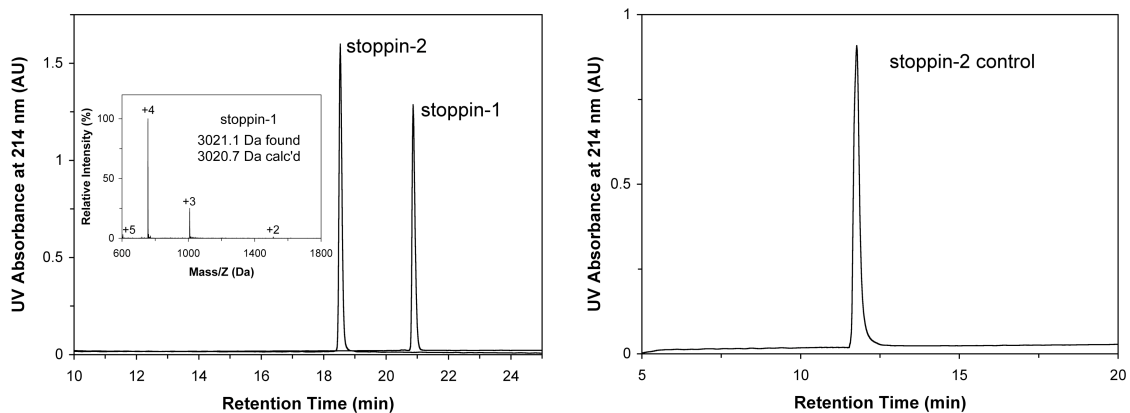 UV Absorbance at 214 nm (AU)
1.5
1
0.5
0
10
12
14
16
18
20
22
24
Retention Time (min)
stoppin-2
stoppin-1
Relative Intensity (%)
100
50
0
600
1000
1400
1800
Mass/Z (Da)
+4
+3
+5
+2
stoppin-1
3021.1 Da found
3020.7 Da calc'd
UV Absorbance at 214 nm (AU)
1
0.5
0
5
10
15
20
Retention Time (min)
stoppin-2 control